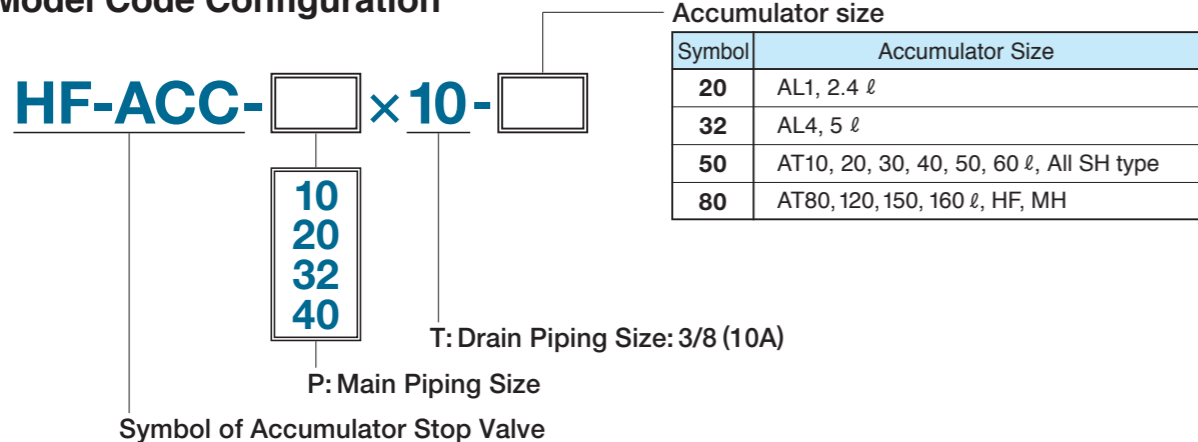 Model Code Configuration
Accumulator size
Symbol Accumulator Size
20 AL1, 2.4 ℓ
32 AL4, 5 ℓ
50 AT10, 20, 30, 40, 50, 60 ℓ, All SH type
80 AT80, 120, 150, 160 ℓ, HF, MH
HF-ACC- ×10-
10
20
32
40
T: Drain Piping Size: 3/8 (10A)
P: Main Piping Size
Symbol of Accumulator Stop Valve